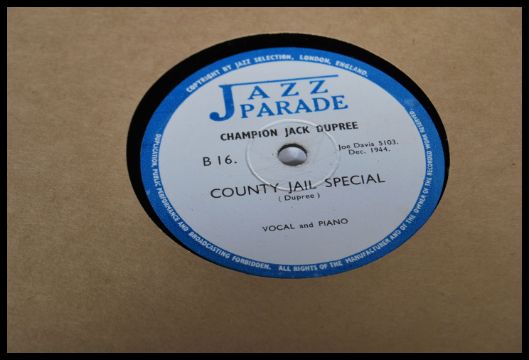 COPYRIGHT BY JAZZ SELECTION, LONDON, ENGLAND.
JAZZ
PARADE
CHAMPION JACK DUPREE
B 16.
Joe Davis 5103.
Dec. 1944.
COUNTY JAIL SPECIAL
( Dupree )
VOCAL and PIANO
DUPLICATION, PUBLIC PERFORMANCE AND BROADCASTING FORBIDDEN. ALL RIGHTS OF THE MANUFACTURER AND OF THE OWNER OF THE RECORDED WORK RESERVED.